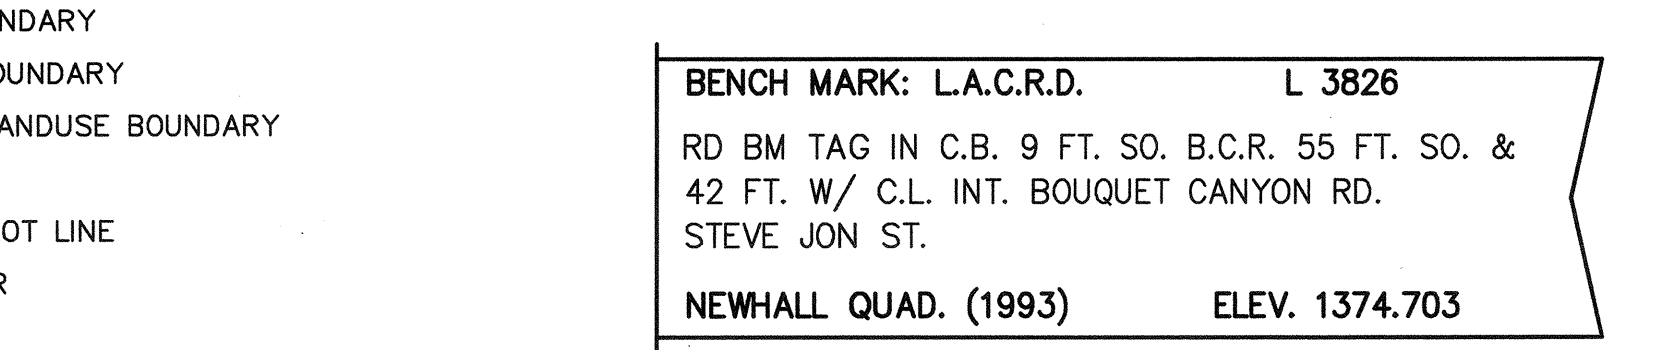 NDARY
OUNDARY
ANDUSE BOUNDARY
OT LINE
R
BENCH MARK: L.A.C.R.D. L 3826
RD BM TAG IN C.B. 9 FT. SO. B.C.R. 55 FT. SO. &
42 FT. W/ C.L. INT. BOUQUET CANYON RD.
STEVE JON ST.
NEWHALL QUAD. (1993) ELEV. 1374.703